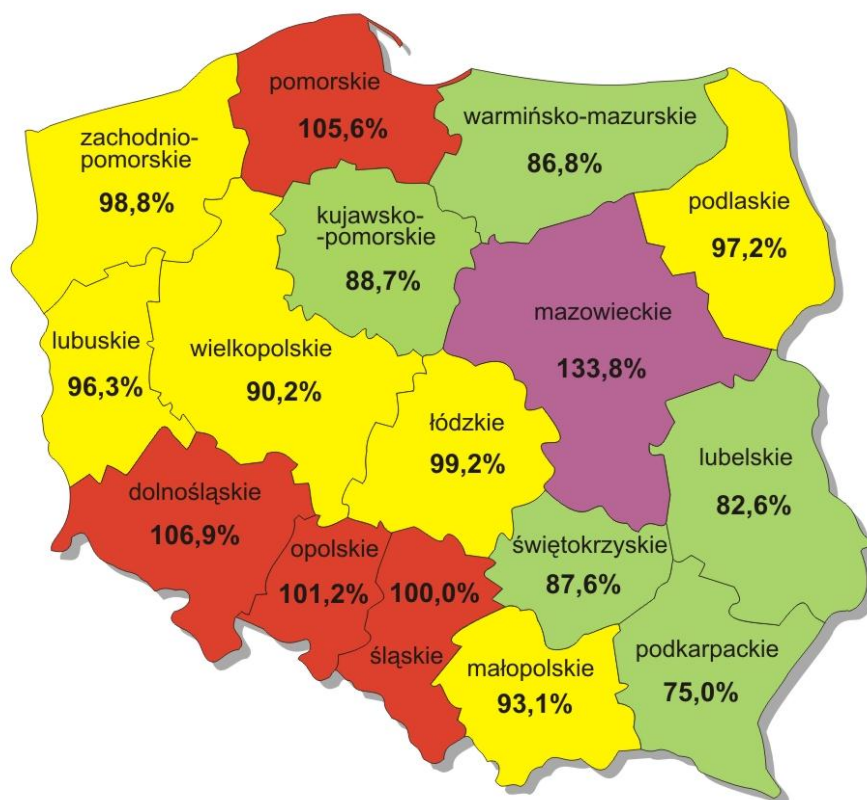 pomorskie
105,6%
warmińsko-mazurskie
86,8%
zachodnio-
pomorskie
98,8%
podlaskie
97,2%
kujawsko-
-pomorskie
88,7%
mazowieckie
133,8%
lubuskie
96,3%
wielkopolskie
90,2%
łódzkie
99,2%
lubelskie
82,6%
dolnośląskie
106,9%
opolskie
101,2%
100,0%
śląskie
świętokrzyskie
87,6%
małopolskie
93,1%
podkarpackie
75,0%